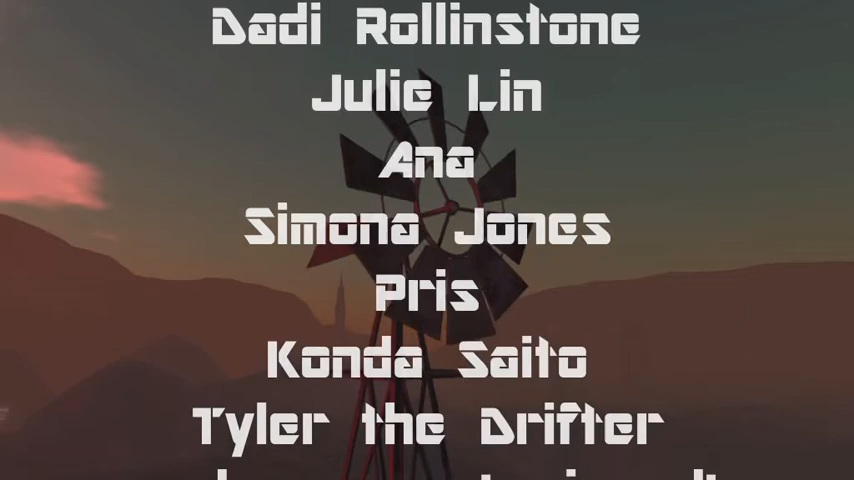 Dadi Rollinstone
Julie Lin
Ana
Simona Jones
Pris
Konda Saito
Tyler the Drifter